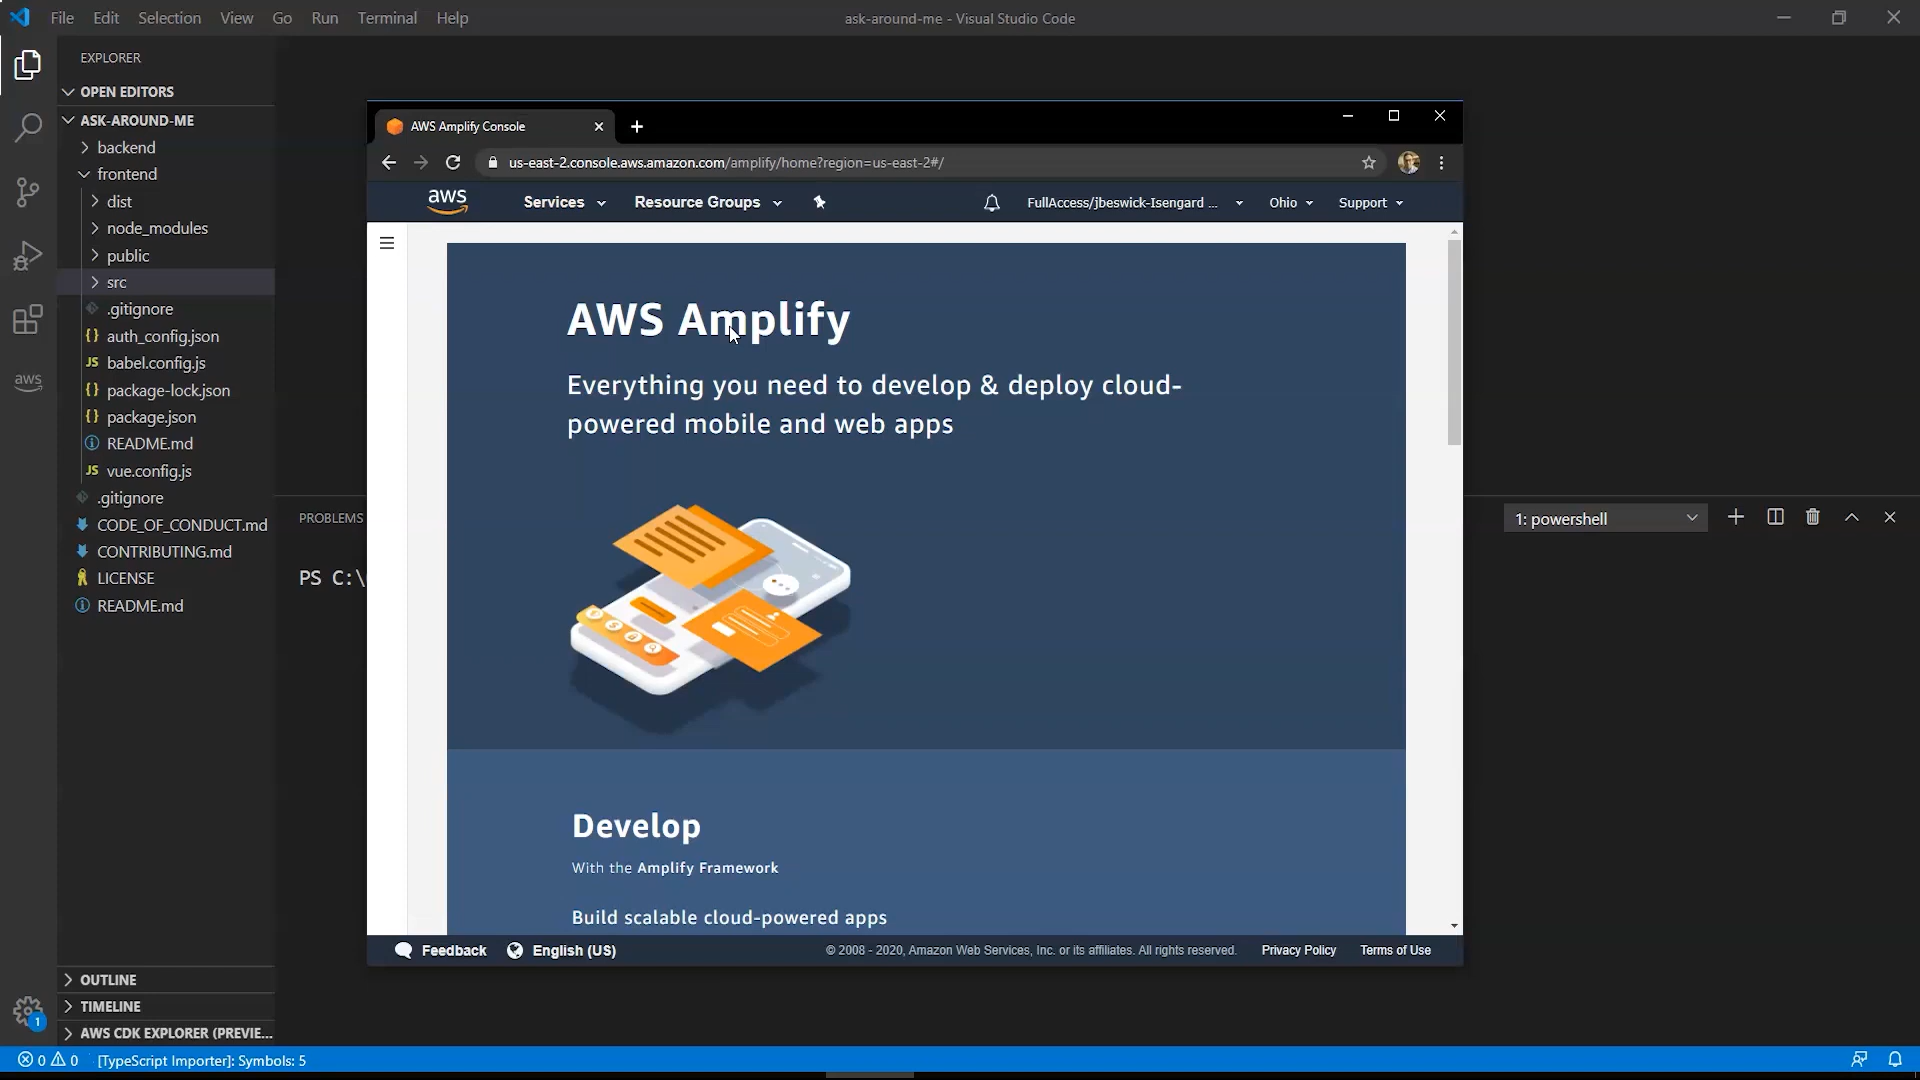 File Edit Selection View Go Run Terminal Help
ask-around-me - Visual Studio Code
EXPLORER
OPEN EDITORS
ASK-AROUND-ME
backend
frontend
dist
node_modules
public
src
.gitignore
{} auth_config.json
JS babel.config.js
{} package-lock.json
{} package.json
README.md
JS vue.config.js
.gitignore
CODE_OF_CONDUCT.md
CONTRIBUTING.md
LICENSE
README.md
OUTLINE
TIMELINE
AWS CDK EXPLORER (PREVIE...
aws
1
0 0 [TypeScript Importer]: Symbols: 5
PROBLEMS
PS C:\
1: powershell
AWS Amplify Console
us-east-2.console.aws.amazon.com/amplify/home?region=us-east-2#/
aws Services Resource Groups FullAccess/jbeswick-Isengard ... Ohio Support
AWS Amplify
Everything you need to develop & deploy cloud-
powered mobile and web apps
Develop
With the Amplify Framework
Build scalable cloud-powered apps
Feedback English (US) © 2008 - 2020, Amazon Web Services, Inc. or its affiliates. All rights reserved. Privacy Policy Terms of Use